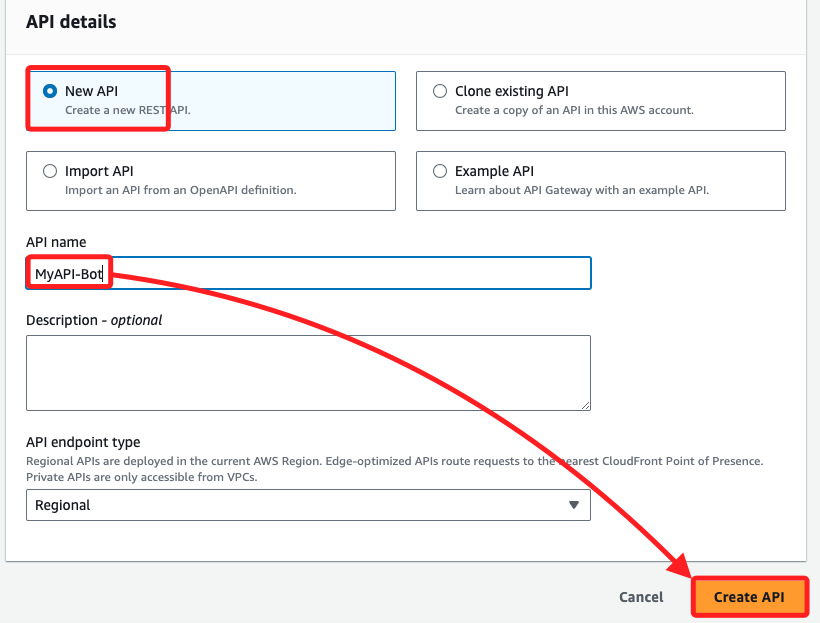 API details
New API
Create a new REST API.
Clone existing API
Create a copy of an API in this AWS account.
Import API
Import an API from an OpenAPI definition.
Example API
Learn about API Gateway with an example API.
API name
MyAPI-Bot
Description - optional
API endpoint type
Regional APIs are deployed in the current AWS Region. Edge-optimized APIs route requests to the nearest CloudFront Point of Presence.
Private APIs are only accessible from VPCs.
Regional
Cancel
Create API